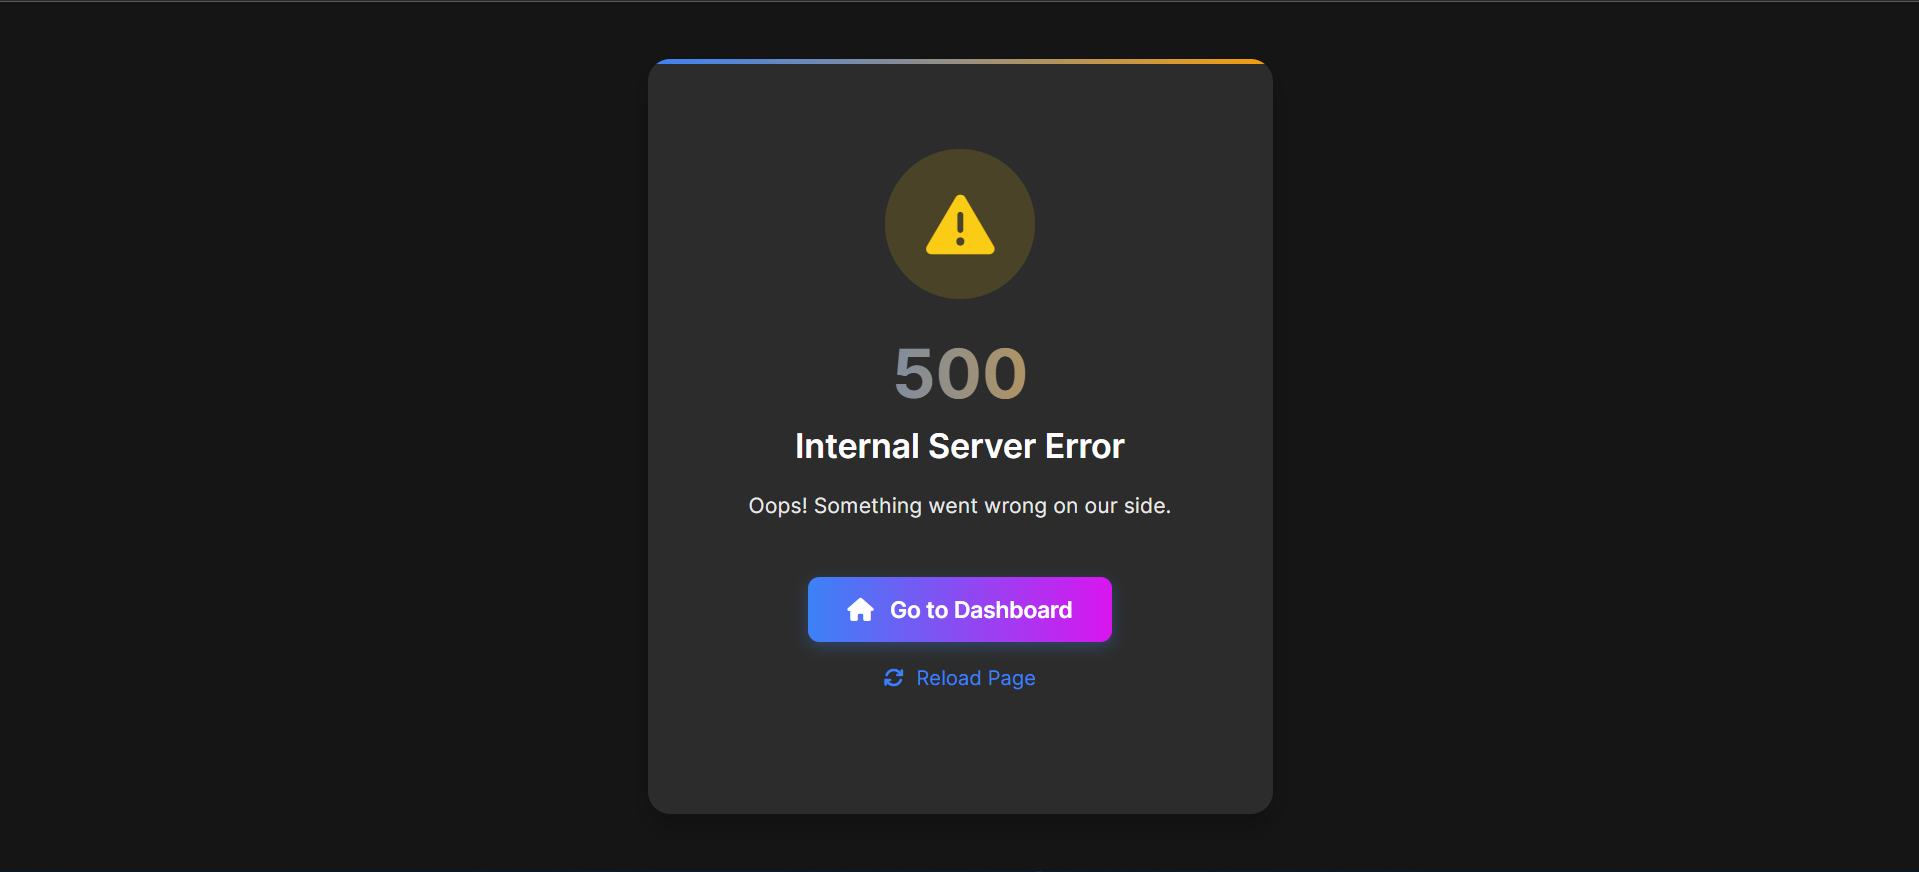 500
Internal Server Error
Oops! Something went wrong on our side.
Go to Dashboard
Reload Page